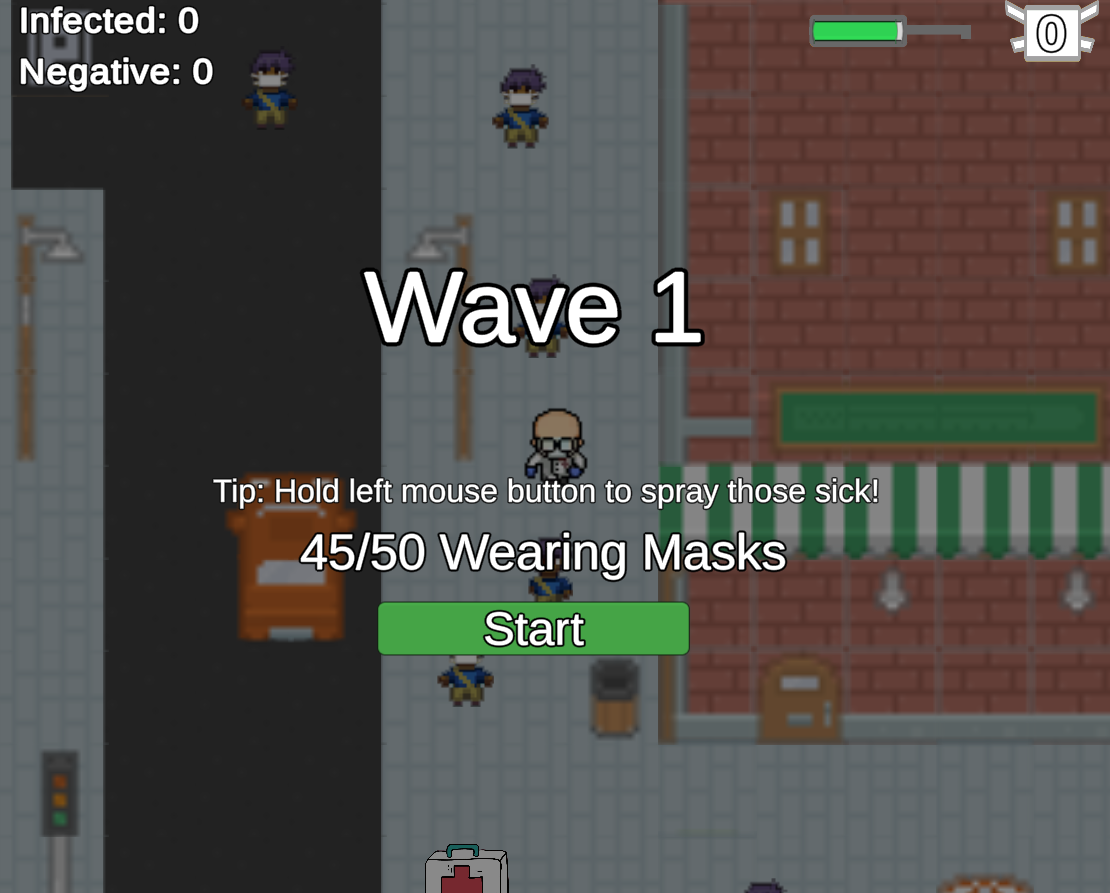 Infected: 0
0
Negative: 0
Wave 1
Tip: Hold left mouse button to spray those sick!
45/50 Wearing Masks
Start